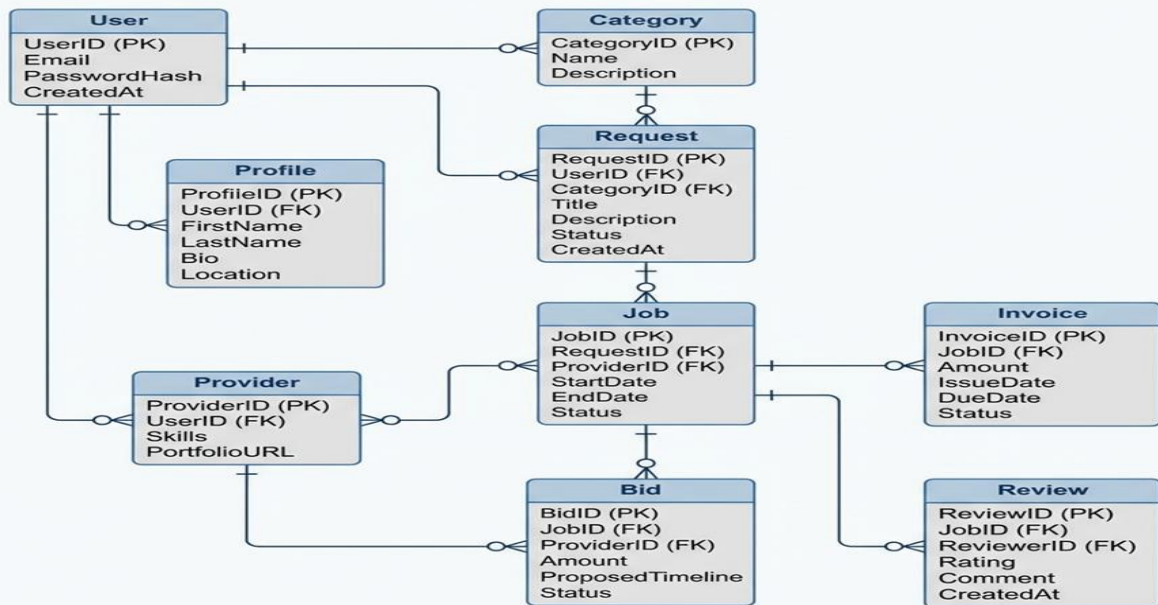 User
UserID (PK)
Email
PasswordHash
CreatedAt
Category
CategoryID (PK)
Name
Description
Profile
ProfileID (PK)
UserID (FK)
FirstName
LastName
Bio
Location
Request
RequestID (PK)
UserID (FK)
CategoryID (FK)
Title
Description
Status
CreatedAt
Provider
ProviderID (PK)
UserID (FK)
Skills
PortfolioURL
Job
JobID (PK)
RequestID (FK)
ProviderID (FK)
StartDate
EndDate
Status
Invoice
InvoiceID (PK)
JobID (FK)
Amount
IssueDate
DueDate
Status
Bid
BidID (PK)
JobID (FK)
ProviderID (FK)
Amount
ProposedTimeline
Status
Review
ReviewID (PK)
JobID (FK)
ReviewerID (FK)
Rating
Comment
CreatedAt